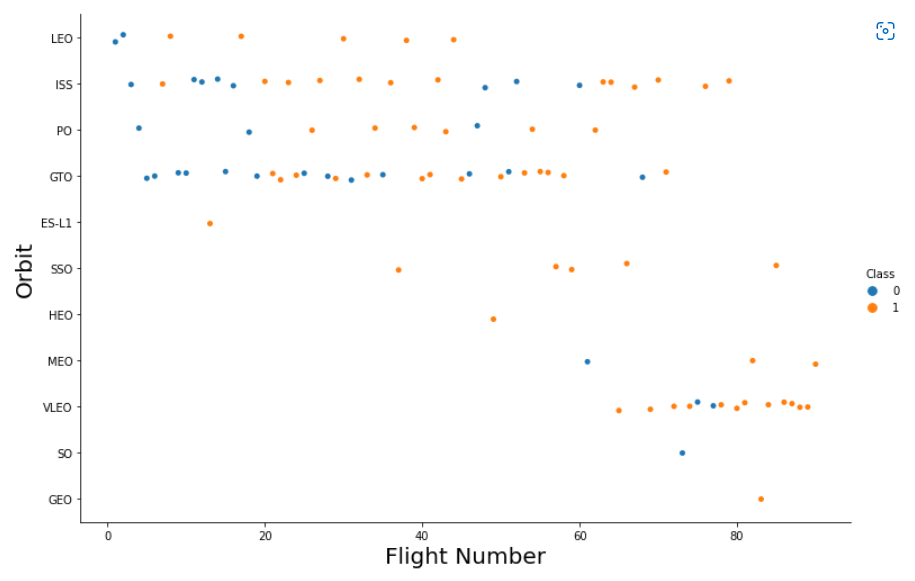 LEO
ISS
PO
GTO
ES-L1
SSO
HEO
MEO
VLEO
SO
GEO
Orbit
0 20 40 60 80
Flight Number
Class
0
1